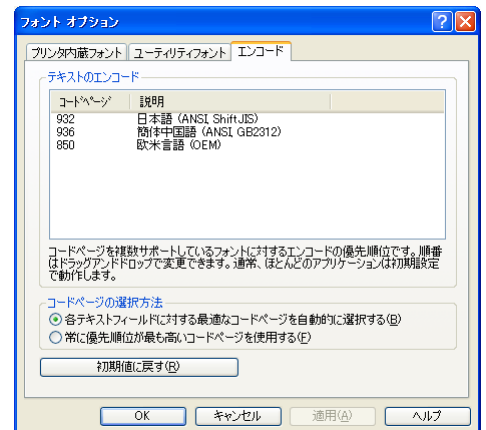 フォント オプション
プリンタ内蔵フォント ユーティリティフォント エンコード
テキストのエンコード
コードページ 説明
932 日本語 (ANSI, ShiftJIS)
936 簡体中国語 (ANSI, GB2312)
850 欧米言語 (OEM)
コードページを複数サポートしているフォントに対するエンコードの優先順位です。順番
はドラッグアンドドロップで変更できます。通常、ほとんどのアプリケーションは初期設定
で動作します。
コードページの選択方法
各テキストフィールドに対する最適なコードページを自動的に選択する(B)
常に優先順位が最も高いコードページを使用する(F)
初期値に戻す(R)
OK キャンセル 適用(A) ヘルプ